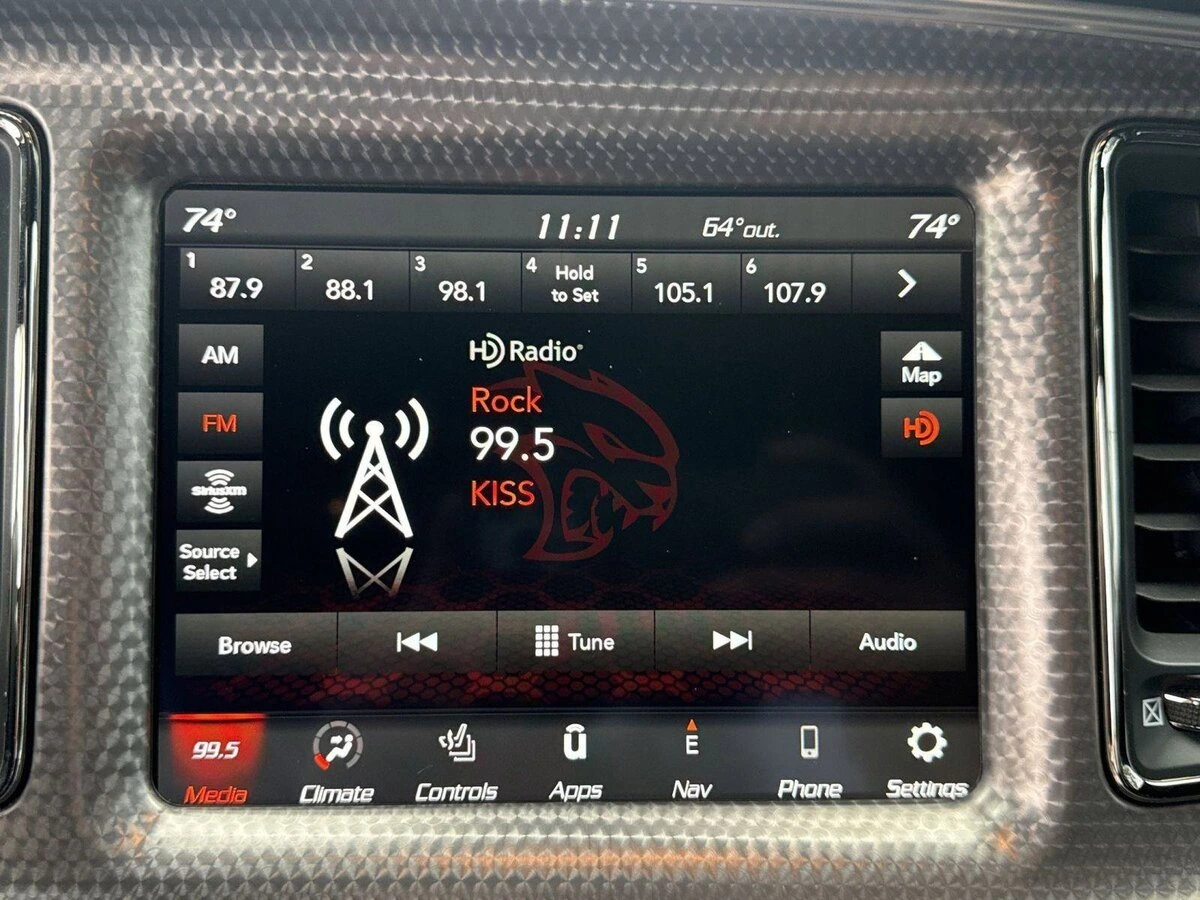 74° 11:11 64°out. 74°
1 2 3 4 Hold 5 6
87.9 88.1 98.1 to Set 105.1 107.9
HD Radio®
AM
Map
Rock
FM
99.5
HD
KISS
siriusxm
Source
Select
Browse Tune Audio
99.5 E
Media Climate Controls Apps Nav Phone Settings